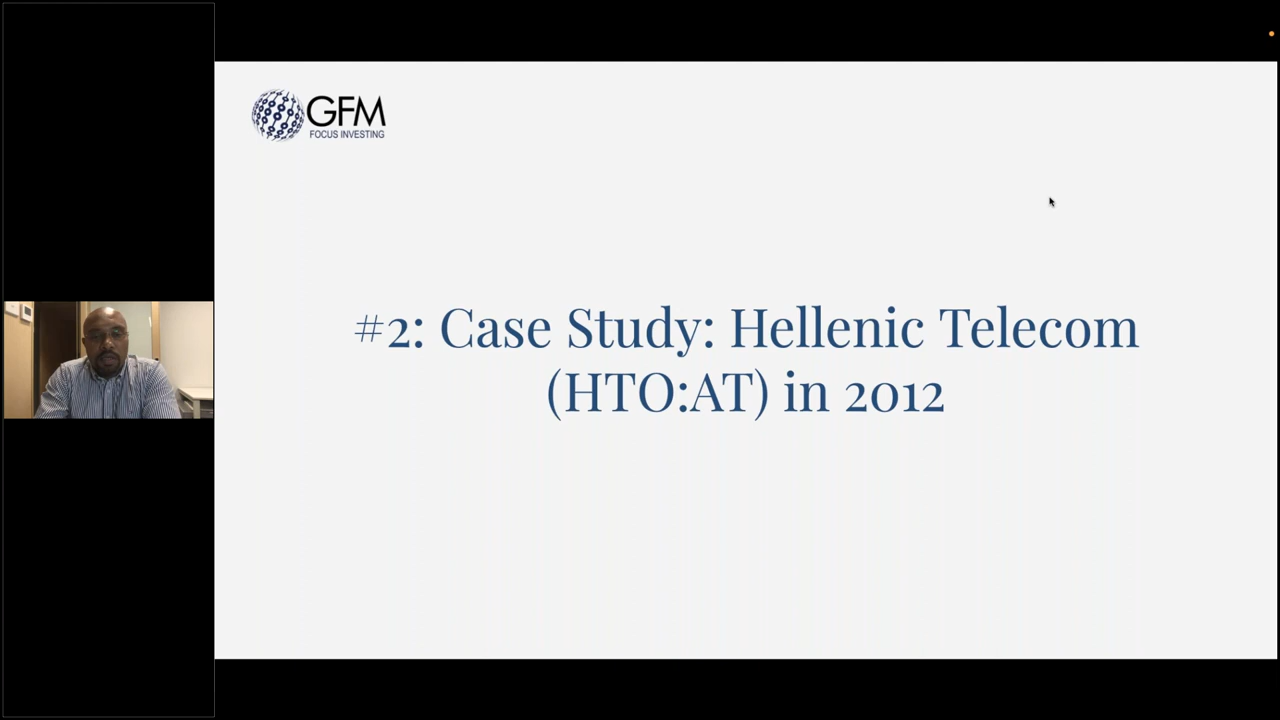 GFM
FOCUS INVESTING
#2: Case Study: Hellenic Telecom
(HTO:AT) in 2012